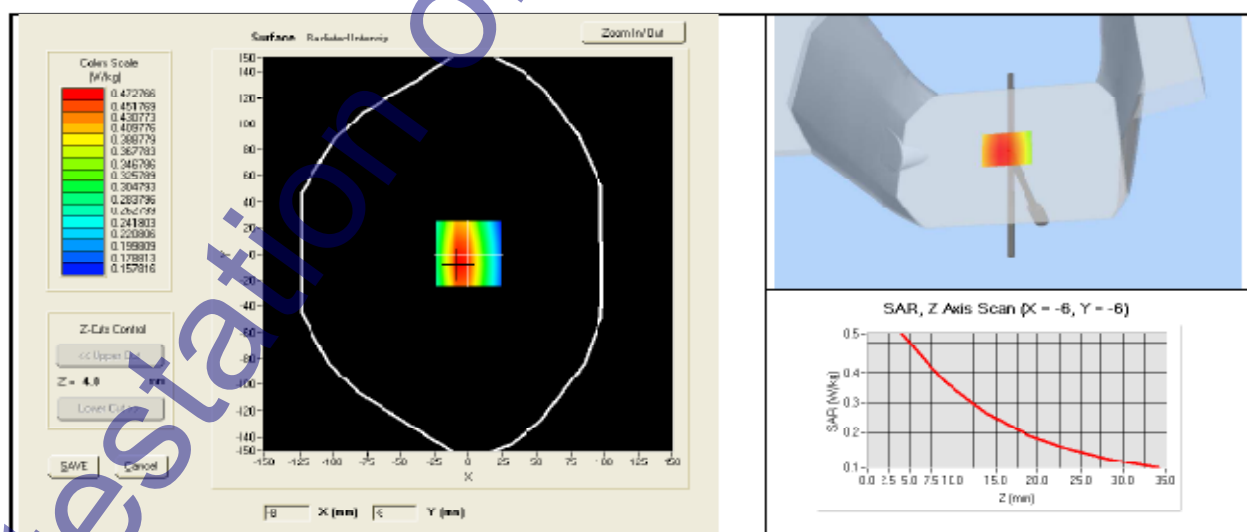 Surface Radiated Intensity
Zoom In/Out
Colors Scale
(W/kg)
0.472766
0.451769
0.430773
0.409776
0.388779
0.367783
0.346786
0.325789
0.304793
0.283796
0.262799
0.241803
0.220806
0.199809
0.178813
0.157816
150
140
120
100
80
60
40
20
0
-20
-40
-60
-80
-100
-120
-140
-150
Y
-150 -125 -100 -75 -50 -25 0 25 50 75 100 125 150
X
Z-Cuts Control
<< Upper Cut
Z = 4.0 mm
Lower Cut >>
SAVE Cancel
X (mm) Y (mm)
SAR, Z Axis Scan (X = -6, Y = -6)
SAR (W/kg)
0.5
0.4
0.3
0.2
0.1
0.0 2.5 5.0 7.5 10.0 15.0 20.0 25.0 30.0 35.0
Z (mm)
testation o